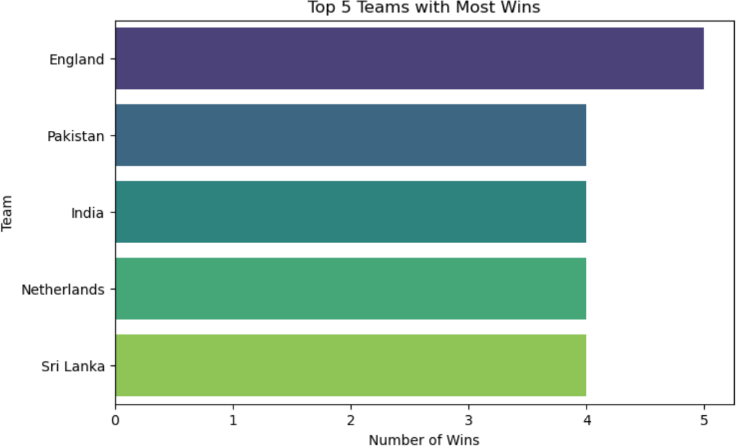 Top 5 Teams with Most Wins
Team
England
Pakistan
India
Netherlands
Sri Lanka
0 1 2 3 4 5
Number of Wins